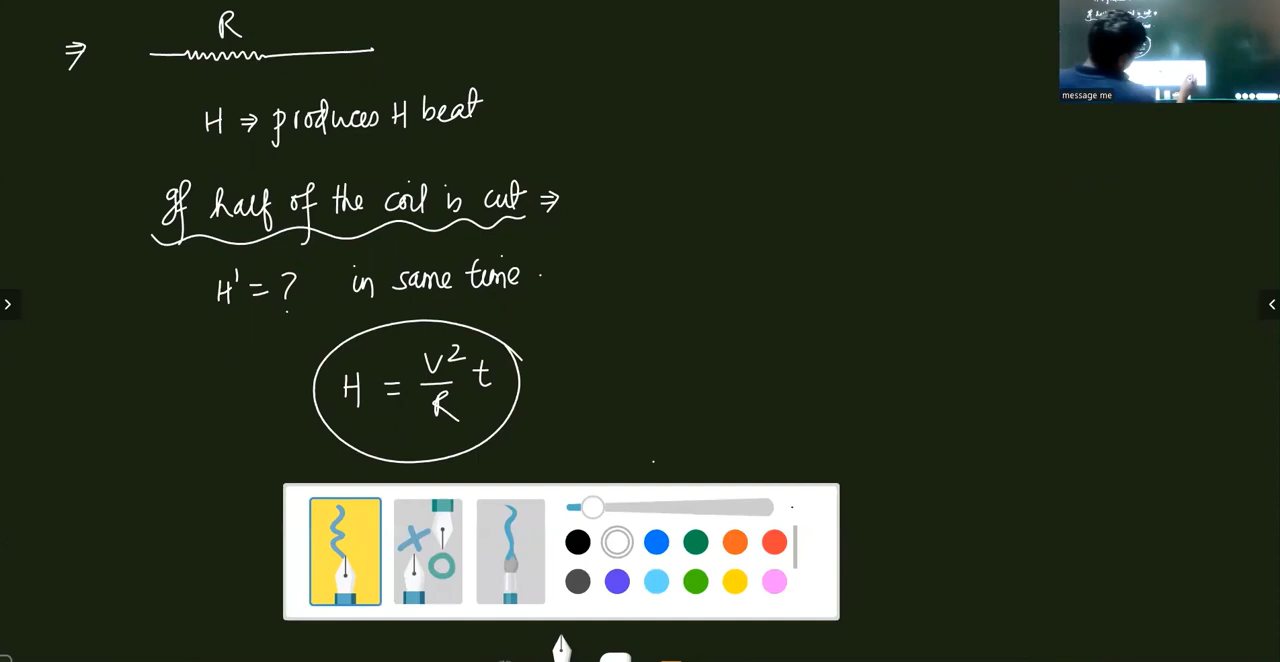 ⇒ R
H ⇒ produces H heat
If half of the coil is cut ⇒
H' = ? in same time.
H = V²/R t
message me